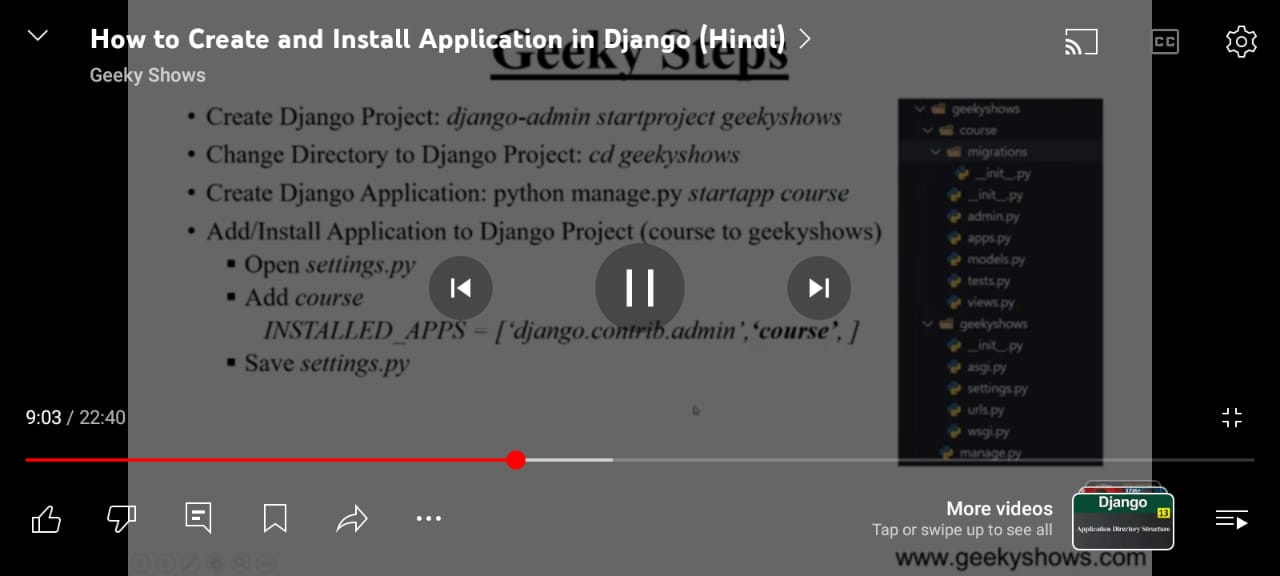 How to Create and Install Application in Django (Hindi)
Geeky Shows
CC
Geeky Steps
• Create Django Project: django-admin startproject geekyshows
• Change Directory to Django Project: cd geekyshows
• Create Django Application: python manage.py startapp course
• Add/Install Application to Django Project (course to geekyshows)
▪ Open settings.py
▪ Add course
INSTALLED_APPS = [‘django.contrib.admin’, ‘course’, ]
▪ Save settings.py
geekyshows
course
migrations
__init__.py
__init__.py
admin.py
apps.py
models.py
tests.py
views.py
geekyshows
__init__.py
asgi.py
settings.py
urls.py
wsgi.py
manage.py
9:03 / 22:40
More videos
Tap or swipe up to see all
Django
13
Application Directory Structure
www.geekyshows.com